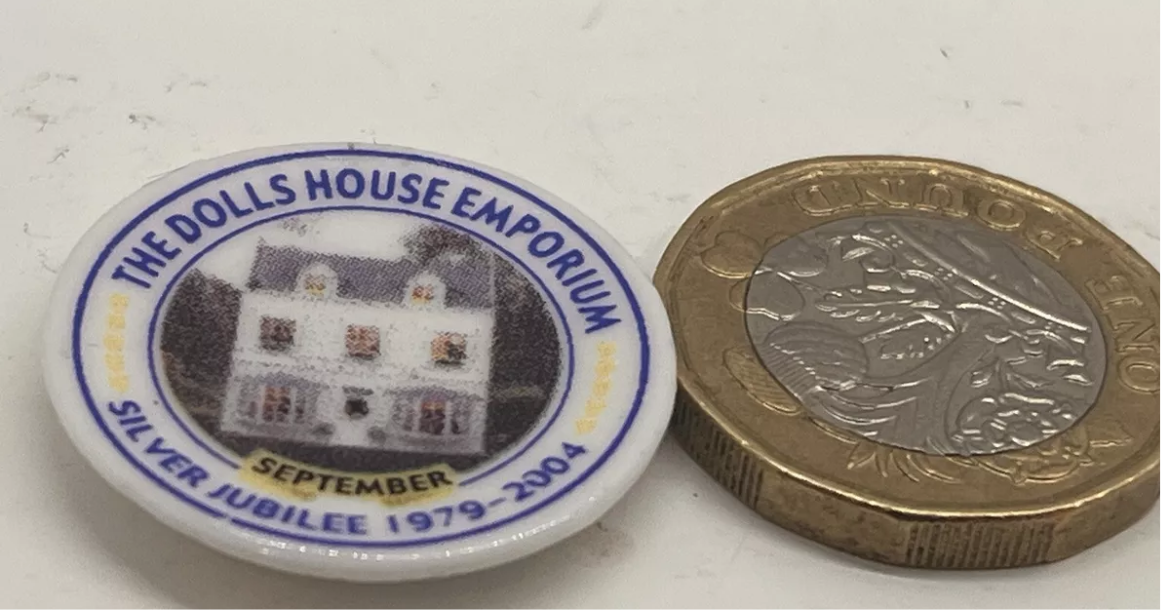 THE DOLLS HOUSE EMPORIUM
SEPTEMBER
SILVER JUBILEE 1979-2004
ONE POUND